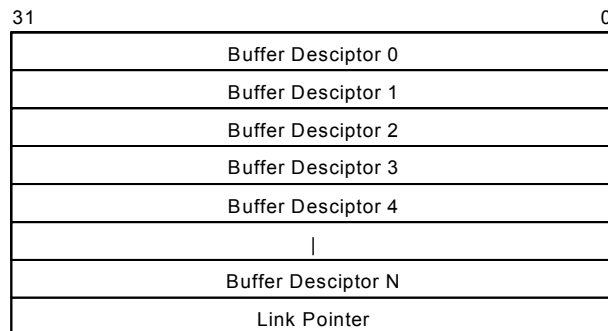 31 0
Buffer Desciptor 0
Buffer Desciptor 1
Buffer Desciptor 2
Buffer Desciptor 3
Buffer Desciptor 4
|
Buffer Desciptor N
Link Pointer